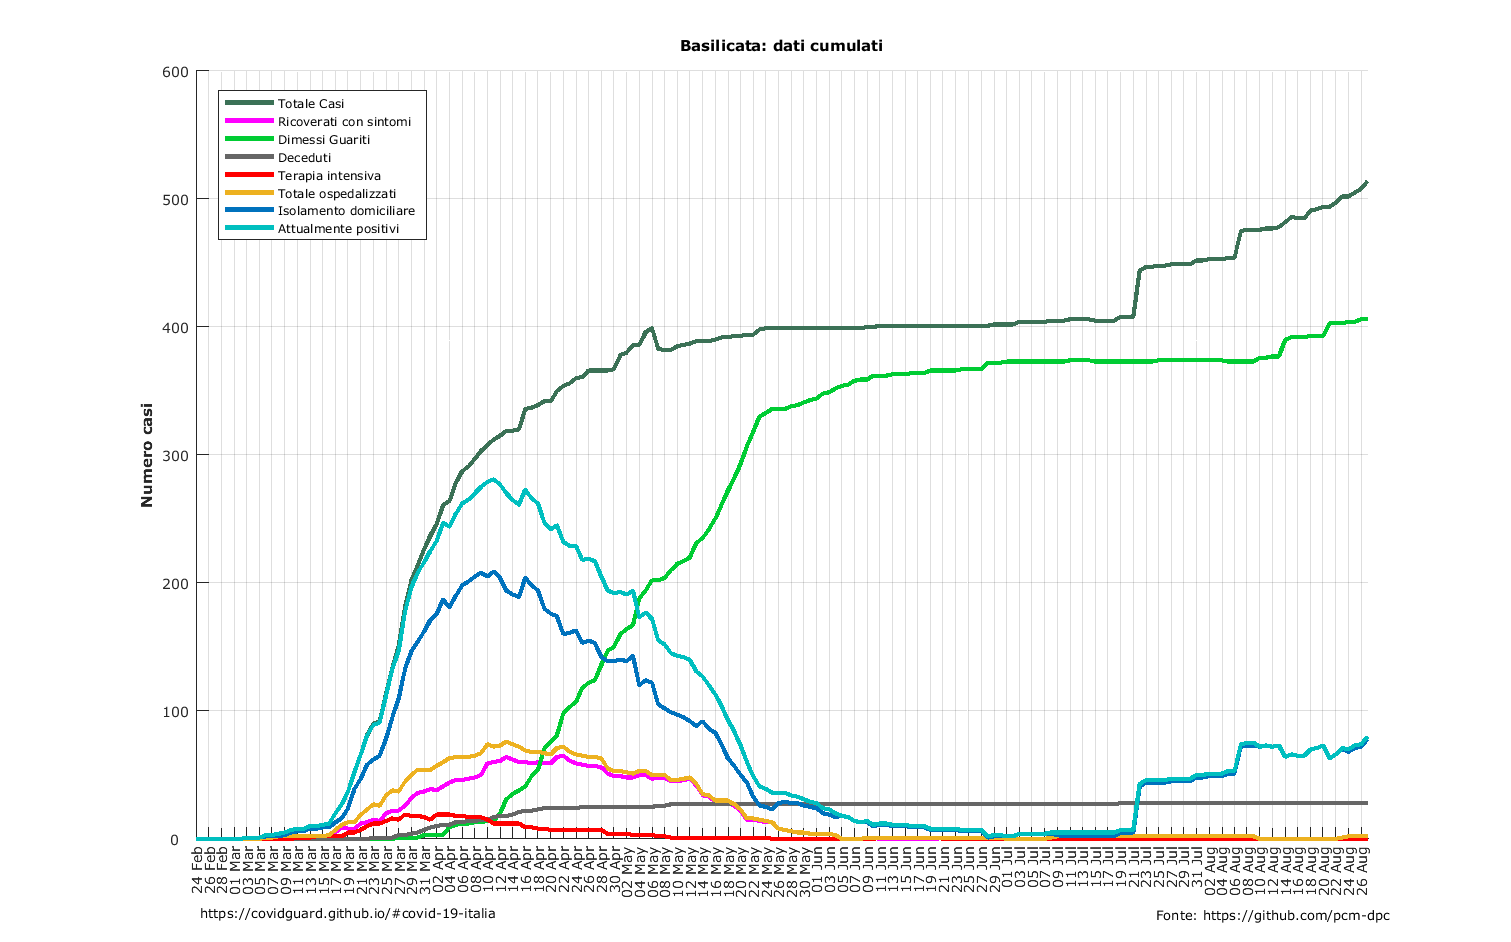 Basilicata: dati cumulati
600
500
400
300
200
100
0
Numero casi
Totale Casi
Ricoverati con sintomi
Dimessi Guariti
Deceduti
Terapia intensiva
Totale ospedalizzati
Isolamento domiciliare
Attualmente positivi
24 Feb
26 Feb
28 Feb
01 Mar
03 Mar
05 Mar
07 Mar
09 Mar
11 Mar
13 Mar
15 Mar
17 Mar
19 Mar
21 Mar
23 Mar
25 Mar
27 Mar
29 Mar
31 Mar
02 Apr
04 Apr
06 Apr
08 Apr
10 Apr
12 Apr
14 Apr
16 Apr
18 Apr
20 Apr
22 Apr
24 Apr
26 Apr
28 Apr
30 Apr
02 May
04 May
06 May
08 May
10 May
12 May
14 May
16 May
18 May
20 May
22 May
24 May
26 May
28 May
30 May
01 Jun
03 Jun
05 Jun
07 Jun
09 Jun
11 Jun
13 Jun
15 Jun
17 Jun
19 Jun
21 Jun
23 Jun
25 Jun
27 Jun
29 Jun
01 Jul
03 Jul
05 Jul
07 Jul
09 Jul
11 Jul
13 Jul
15 Jul
17 Jul
19 Jul
21 Jul
23 Jul
25 Jul
27 Jul
29 Jul
31 Jul
02 Aug
04 Aug
06 Aug
08 Aug
10 Aug
12 Aug
14 Aug
16 Aug
18 Aug
20 Aug
22 Aug
24 Aug
26 Aug
https://covidguard.github.io/#covid-19-italia
Fonte: https://github.com/pcm-dpc